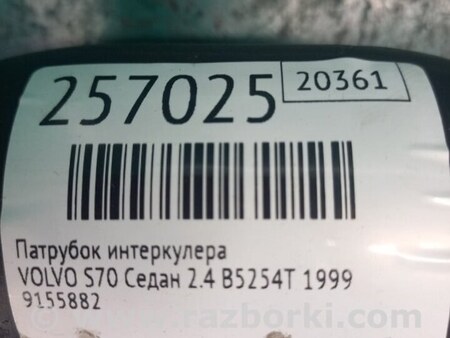 257025
20361
Патрубок интеркулера
VOLVO S70 Седан 2.4 B5254T 1999
9155882
razborki.com